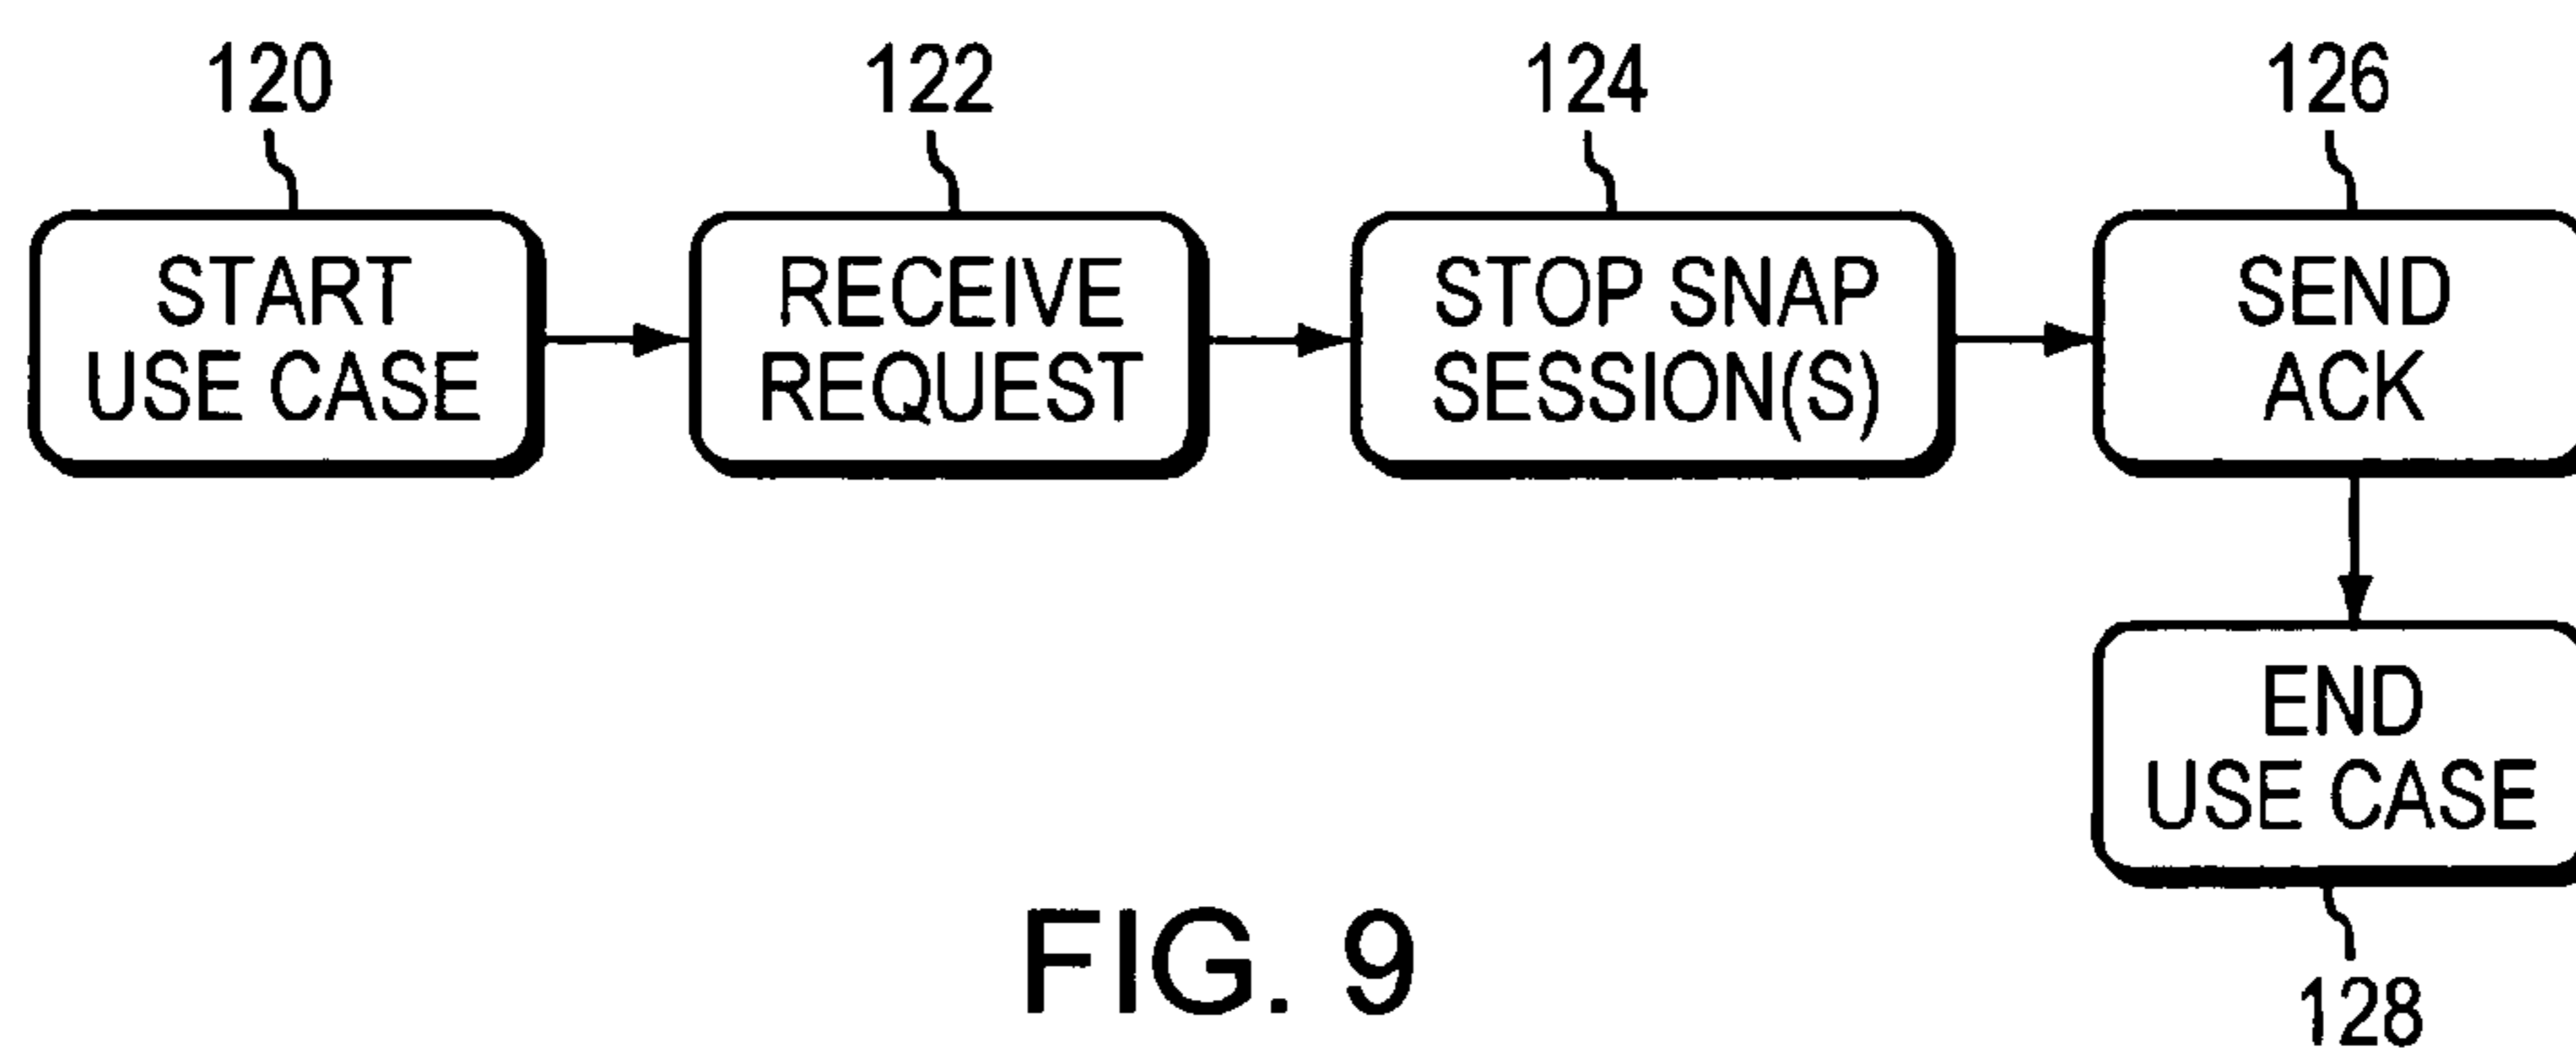 120
122
124
126
START
USE CASE
RECEIVE
REQUEST
STOP SNAP
SESSION(S)
SEND
ACK
END
USE CASE
128
FIG. 9